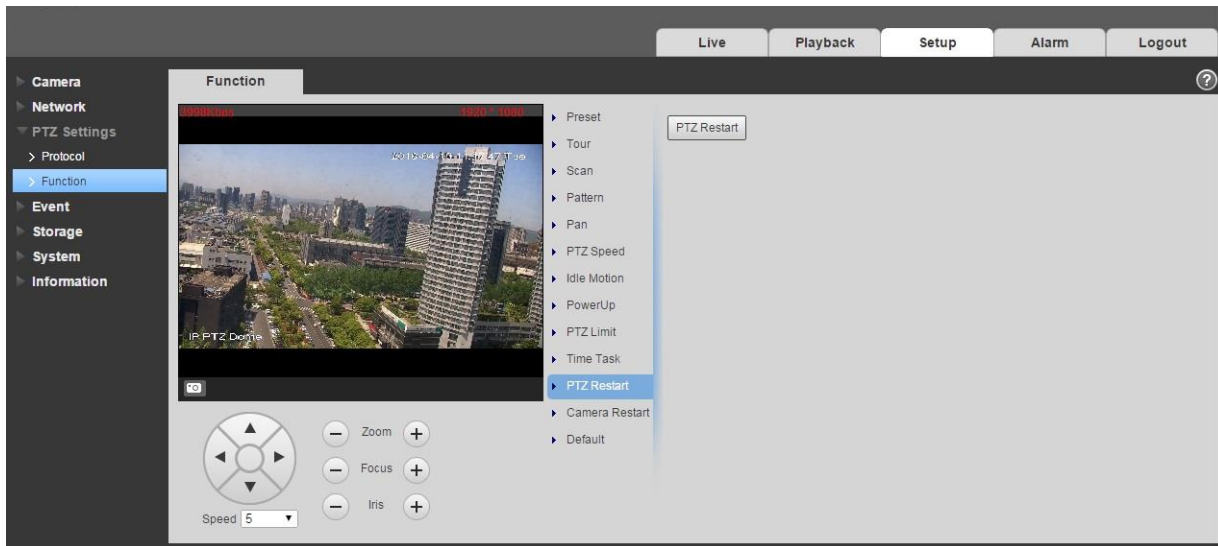 Live
Playback
Setup
Alarm
Logout
Camera
Network
PTZ Settings
Protocol
Function
Event
Storage
System
Information
Function
?
1920 * 1080
IP PTZ Dome
Preset
Tour
Scan
Pattern
Pan
PTZ Speed
Idle Motion
PowerUp
PTZ Limit
Time Task
PTZ Restart
Camera Restart
Default
PTZ Restart
Zoom
Focus
Iris
Speed 5